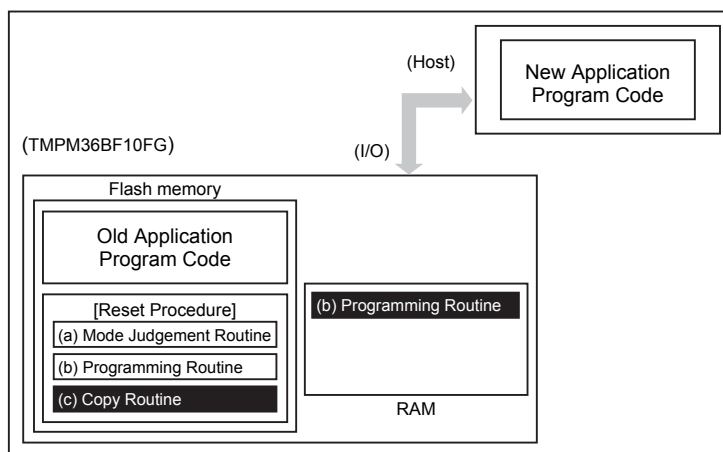 (Host)
New Application
Program Code
(TMPM36BF10FG)
(I/O)
Flash memory
Old Application
Program Code
[Reset Procedure]
(a) Mode Judgement Routine
(b) Programming Routine
(c) Copy Routine
(b) Programming Routine
RAM